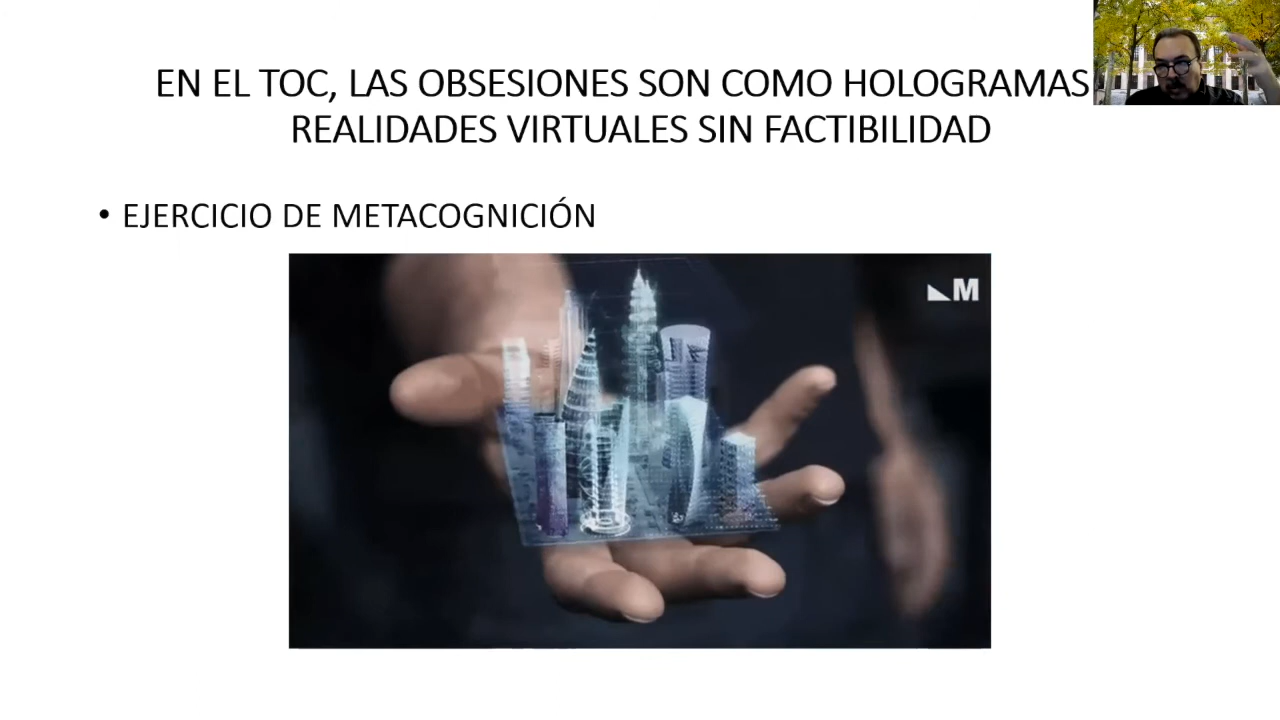 EN EL TOC, LAS OBSESIONES SON COMO HOLOGRAMAS
REALIDADES VIRTUALES SIN FACTIBILIDAD
• EJERCICIO DE METACOGNICIÓN
M